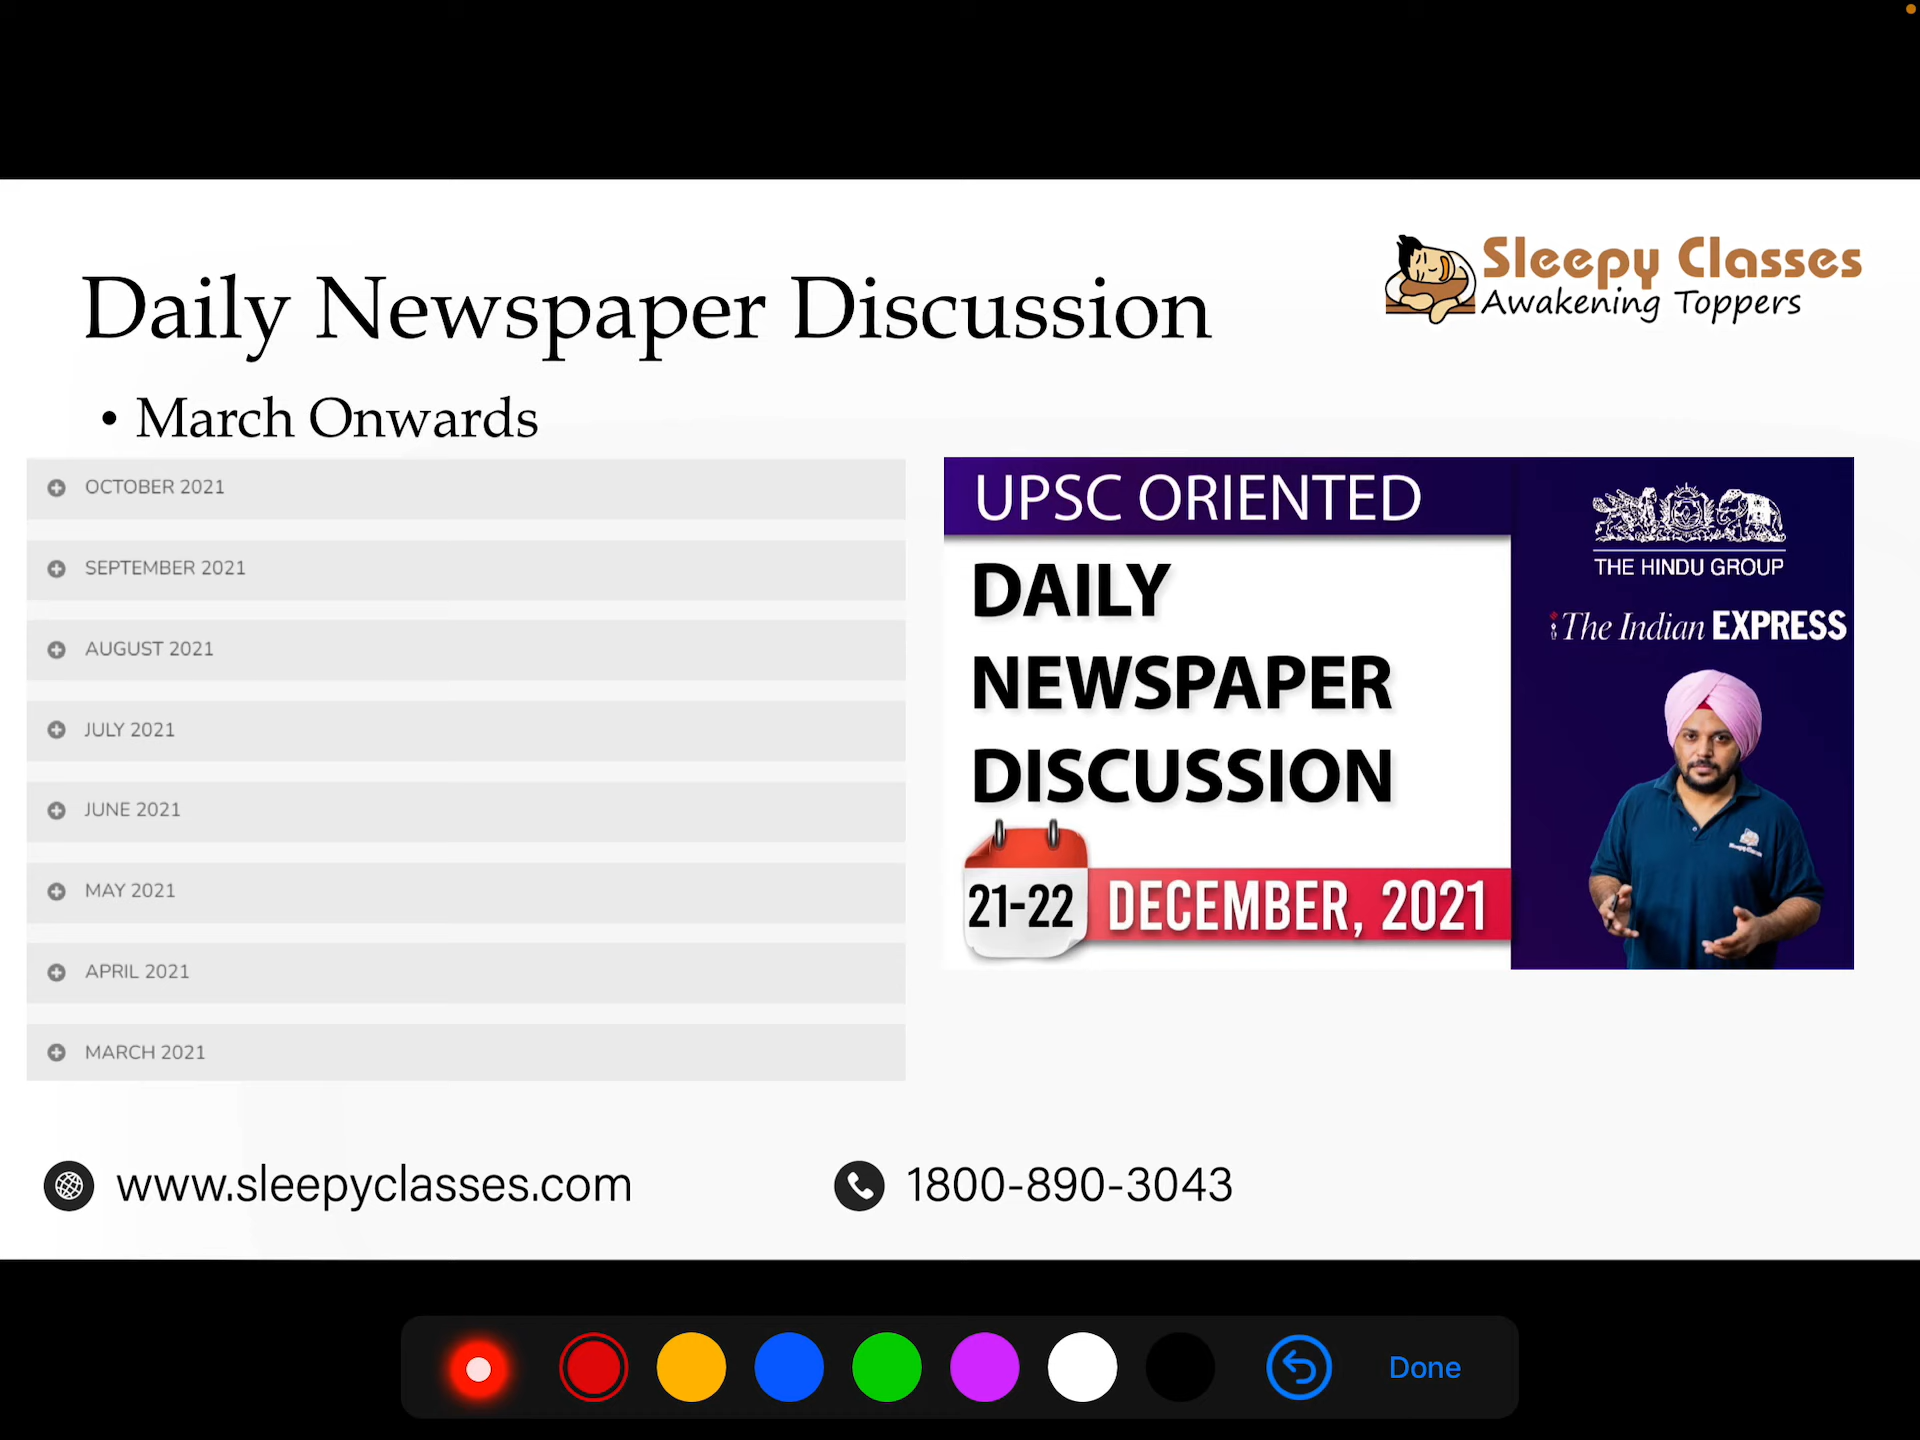 Sleepy Classes
Awakening Toppers
Daily Newspaper Discussion
• March Onwards
OCTOBER 2021
SEPTEMBER 2021
AUGUST 2021
JULY 2021
JUNE 2021
MAY 2021
APRIL 2021
MARCH 2021
UPSC ORIENTED
DAILY
NEWSPAPER
DISCUSSION
21-22
DECEMBER, 2021
THE HINDU GROUP
The Indian EXPRESS
www.sleepyclasses.com
1800-890-3043
Done